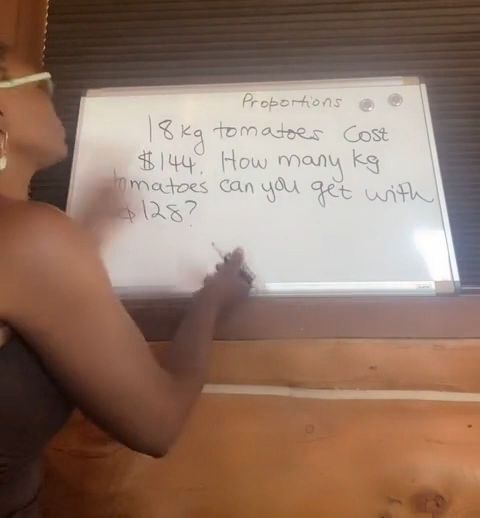 Proportions
18kg tomatoes cost
$144. How many kg
tomatoes can you get with
$128?